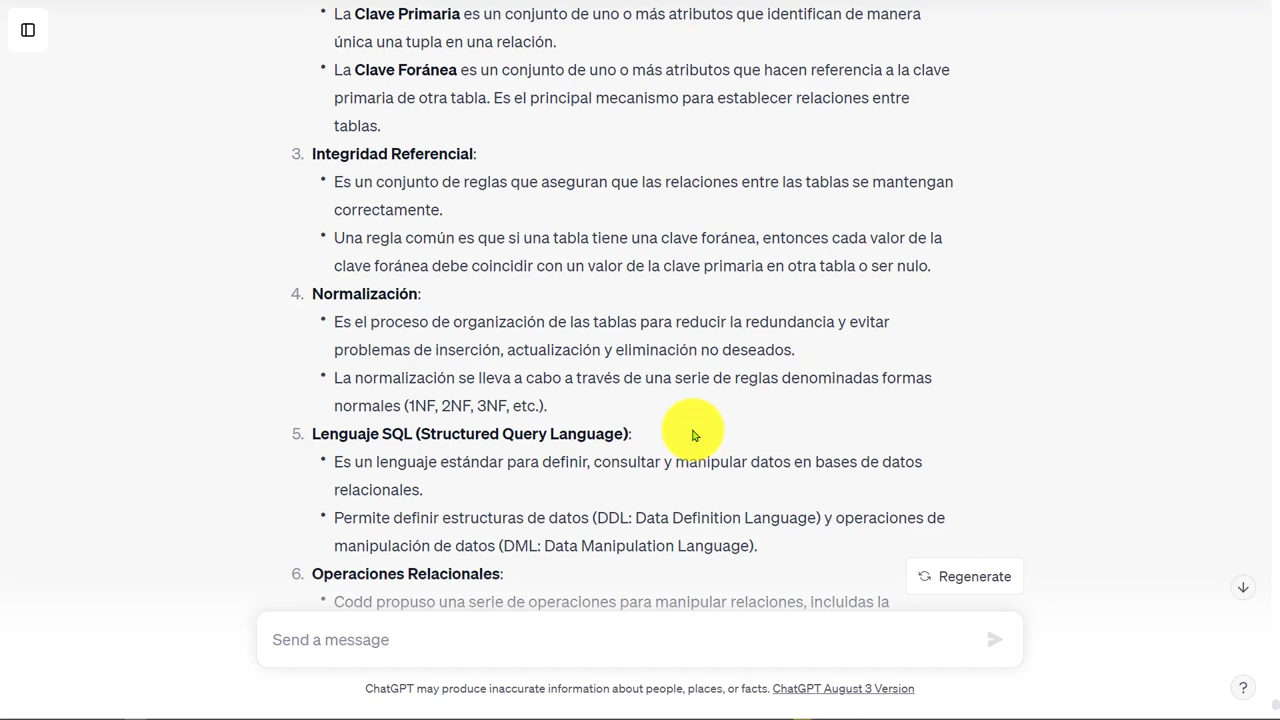 • La Clave Primaria es un conjunto de uno o más atributos que identifican de manera
única una tupla en una relación.
• La Clave Foránea es un conjunto de uno o más atributos que hacen referencia a la clave
primaria de otra tabla. Es el principal mecanismo para establecer relaciones entre
tablas.
3. Integridad Referencial:
• Es un conjunto de reglas que aseguran que las relaciones entre las tablas se mantengan
correctamente.
• Una regla común es que si una tabla tiene una clave foránea, entonces cada valor de la
clave foránea debe coincidir con un valor de la clave primaria en otra tabla o ser nulo.
4. Normalización:
• Es el proceso de organización de las tablas para reducir la redundancia y evitar
problemas de inserción, actualización y eliminación no deseados.
• La normalización se lleva a cabo a través de una serie de reglas denominadas formas
normales (1NF, 2NF, 3NF, etc.).
5. Lenguaje SQL (Structured Query Language):
• Es un lenguaje estándar para definir, consultar y manipular datos en bases de datos
relacionales.
• Permite definir estructuras de datos (DDL: Data Definition Language) y operaciones de
manipulación de datos (DML: Data Manipulation Language).
6. Operaciones Relacionales:
• Codd propuso una serie de operaciones para manipular relaciones, incluidas la
Regenerate
Send a message
ChatGPT may produce inaccurate information about people, places, or facts. ChatGPT August 3 Version
?